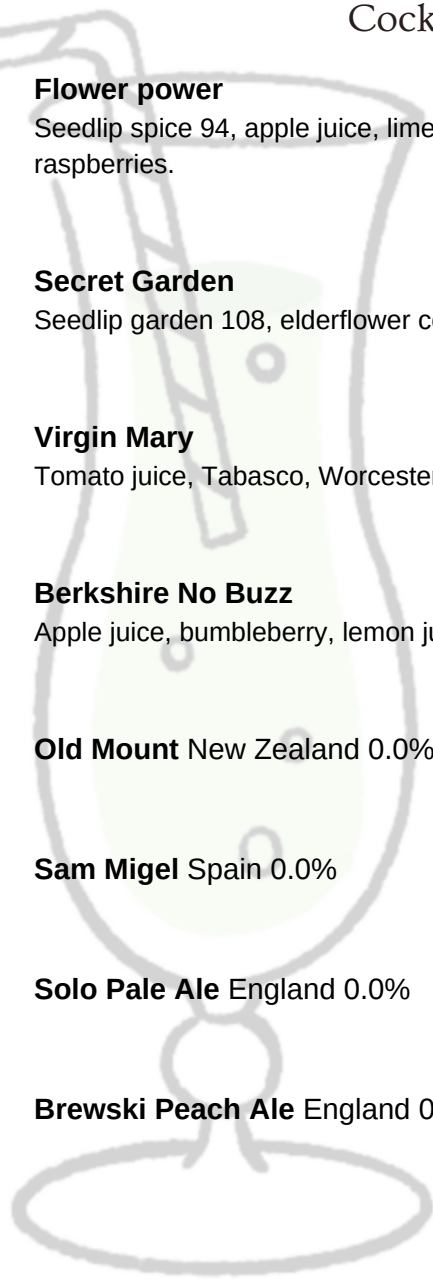 Cock
Flower power
Seedlip spice 94, apple juice, lime
raspberries.
Secret Garden
Seedlip garden 108, elderflower
Virgin Mary
Tomato juice, Tabasco, Worcester
Berkshire No Buzz
Apple juice, bumbleberry, lemon
Old Mount New Zealand 0.0%
Sam Migel Spain 0.0%
Solo Pale Ale England 0.0%
Brewski Peach Ale England 0